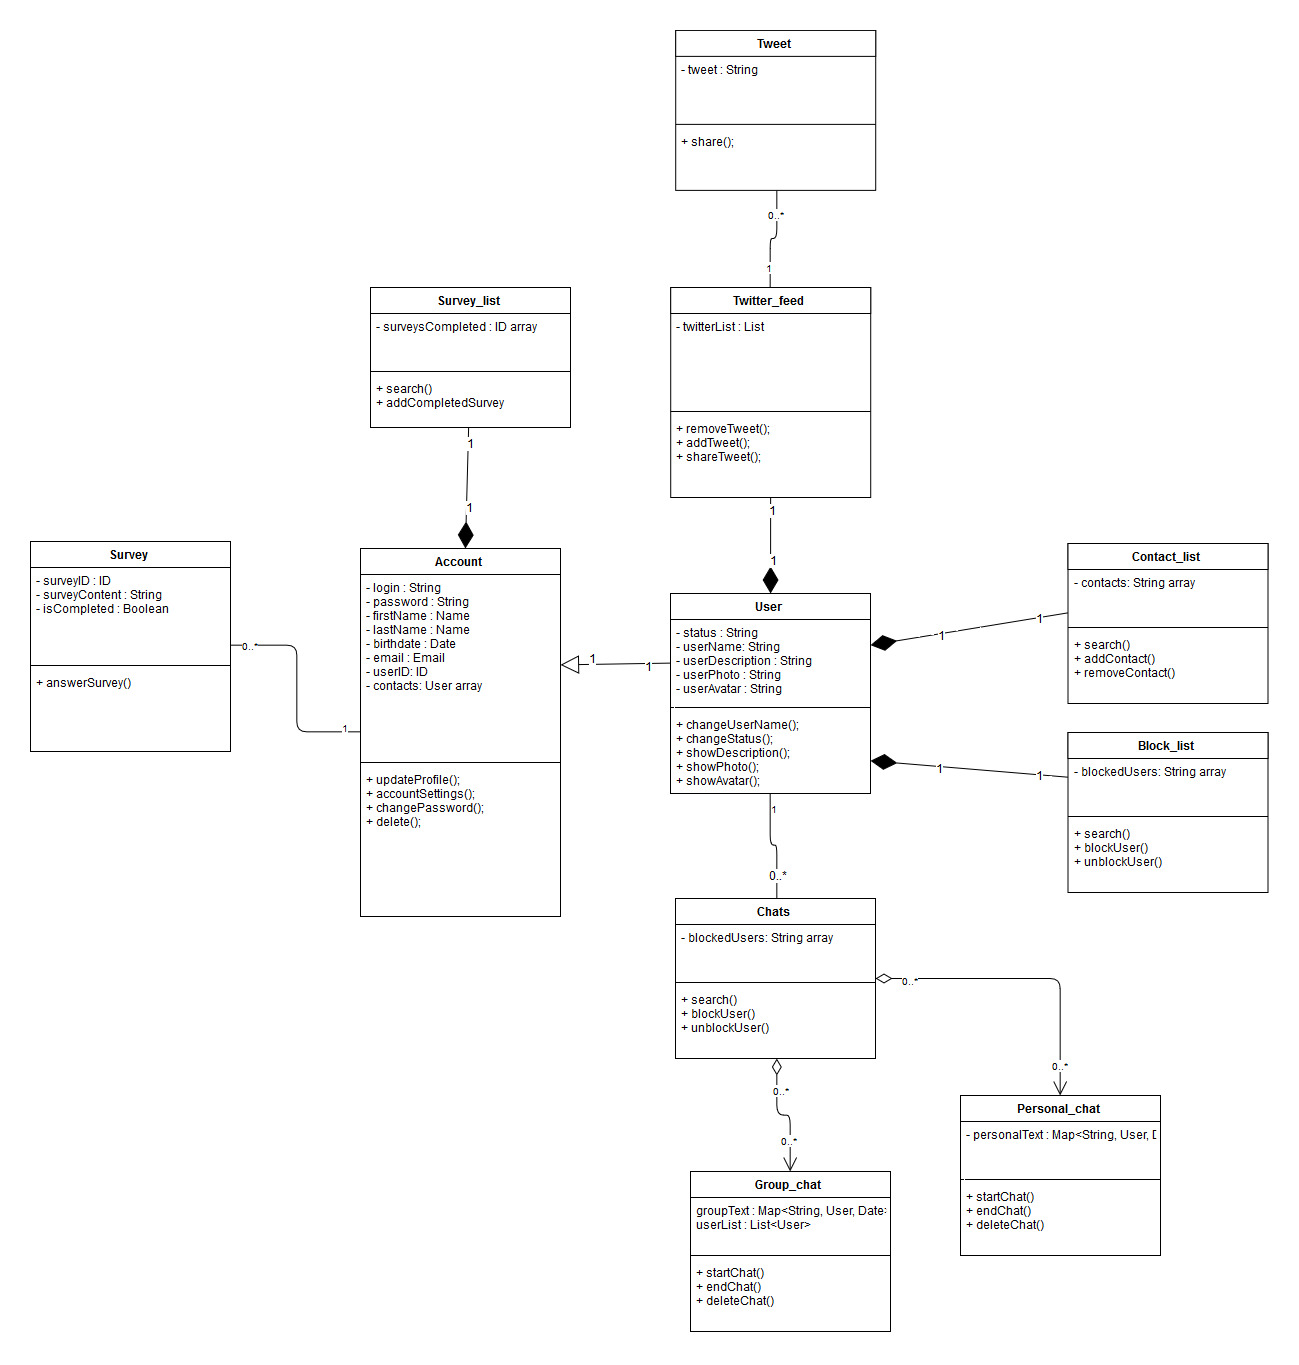 Tweet
- tweet : String
+ share();
0..*
1
Survey_list
- surveysCompleted : ID array
+ search()
+ addCompletedSurvey
1
1
Twitter_feed
- twitterList : List
+ removeTweet();
+ addTweet();
+ shareTweet();
1
1
Survey
- surveyID : ID
- surveyContent : String
- isCompleted : Boolean
+ answerSurvey()
0..*
1
Account
- login : String
- password : String
- firstName : Name
- lastName : Name
- birthdate : Date
- email : Email
- userID: ID
- contacts: User array
+ updateProfile();
+ accountSettings();
+ changePassword();
+ delete();
1
1
User
- status : String
- userName: String
- userDescription : String
- userPhoto : String
- userAvatar : String
+ changeUserName();
+ changeStatus();
+ showDescription();
+ showPhoto();
+ showAvatar();
1
1
Contact_list
- contacts: String array
+ search()
+ addContact()
+ removeContact()
1
1
Block_list
- blockedUsers: String array
+ search()
+ blockUser()
+ unblockUser()
1
0..*
Chats
- blockedUsers: String array
+ search()
+ blockUser()
+ unblockUser()
0..*
0..*
Personal_chat
- personalText : Map<String, User, D
+ startChat()
+ endChat()
+ deleteChat()
0..*
0..*
Group_chat
groupText : Map<String, User, Date>
userList : List<User>
+ startChat()
+ endChat()
+ deleteChat()